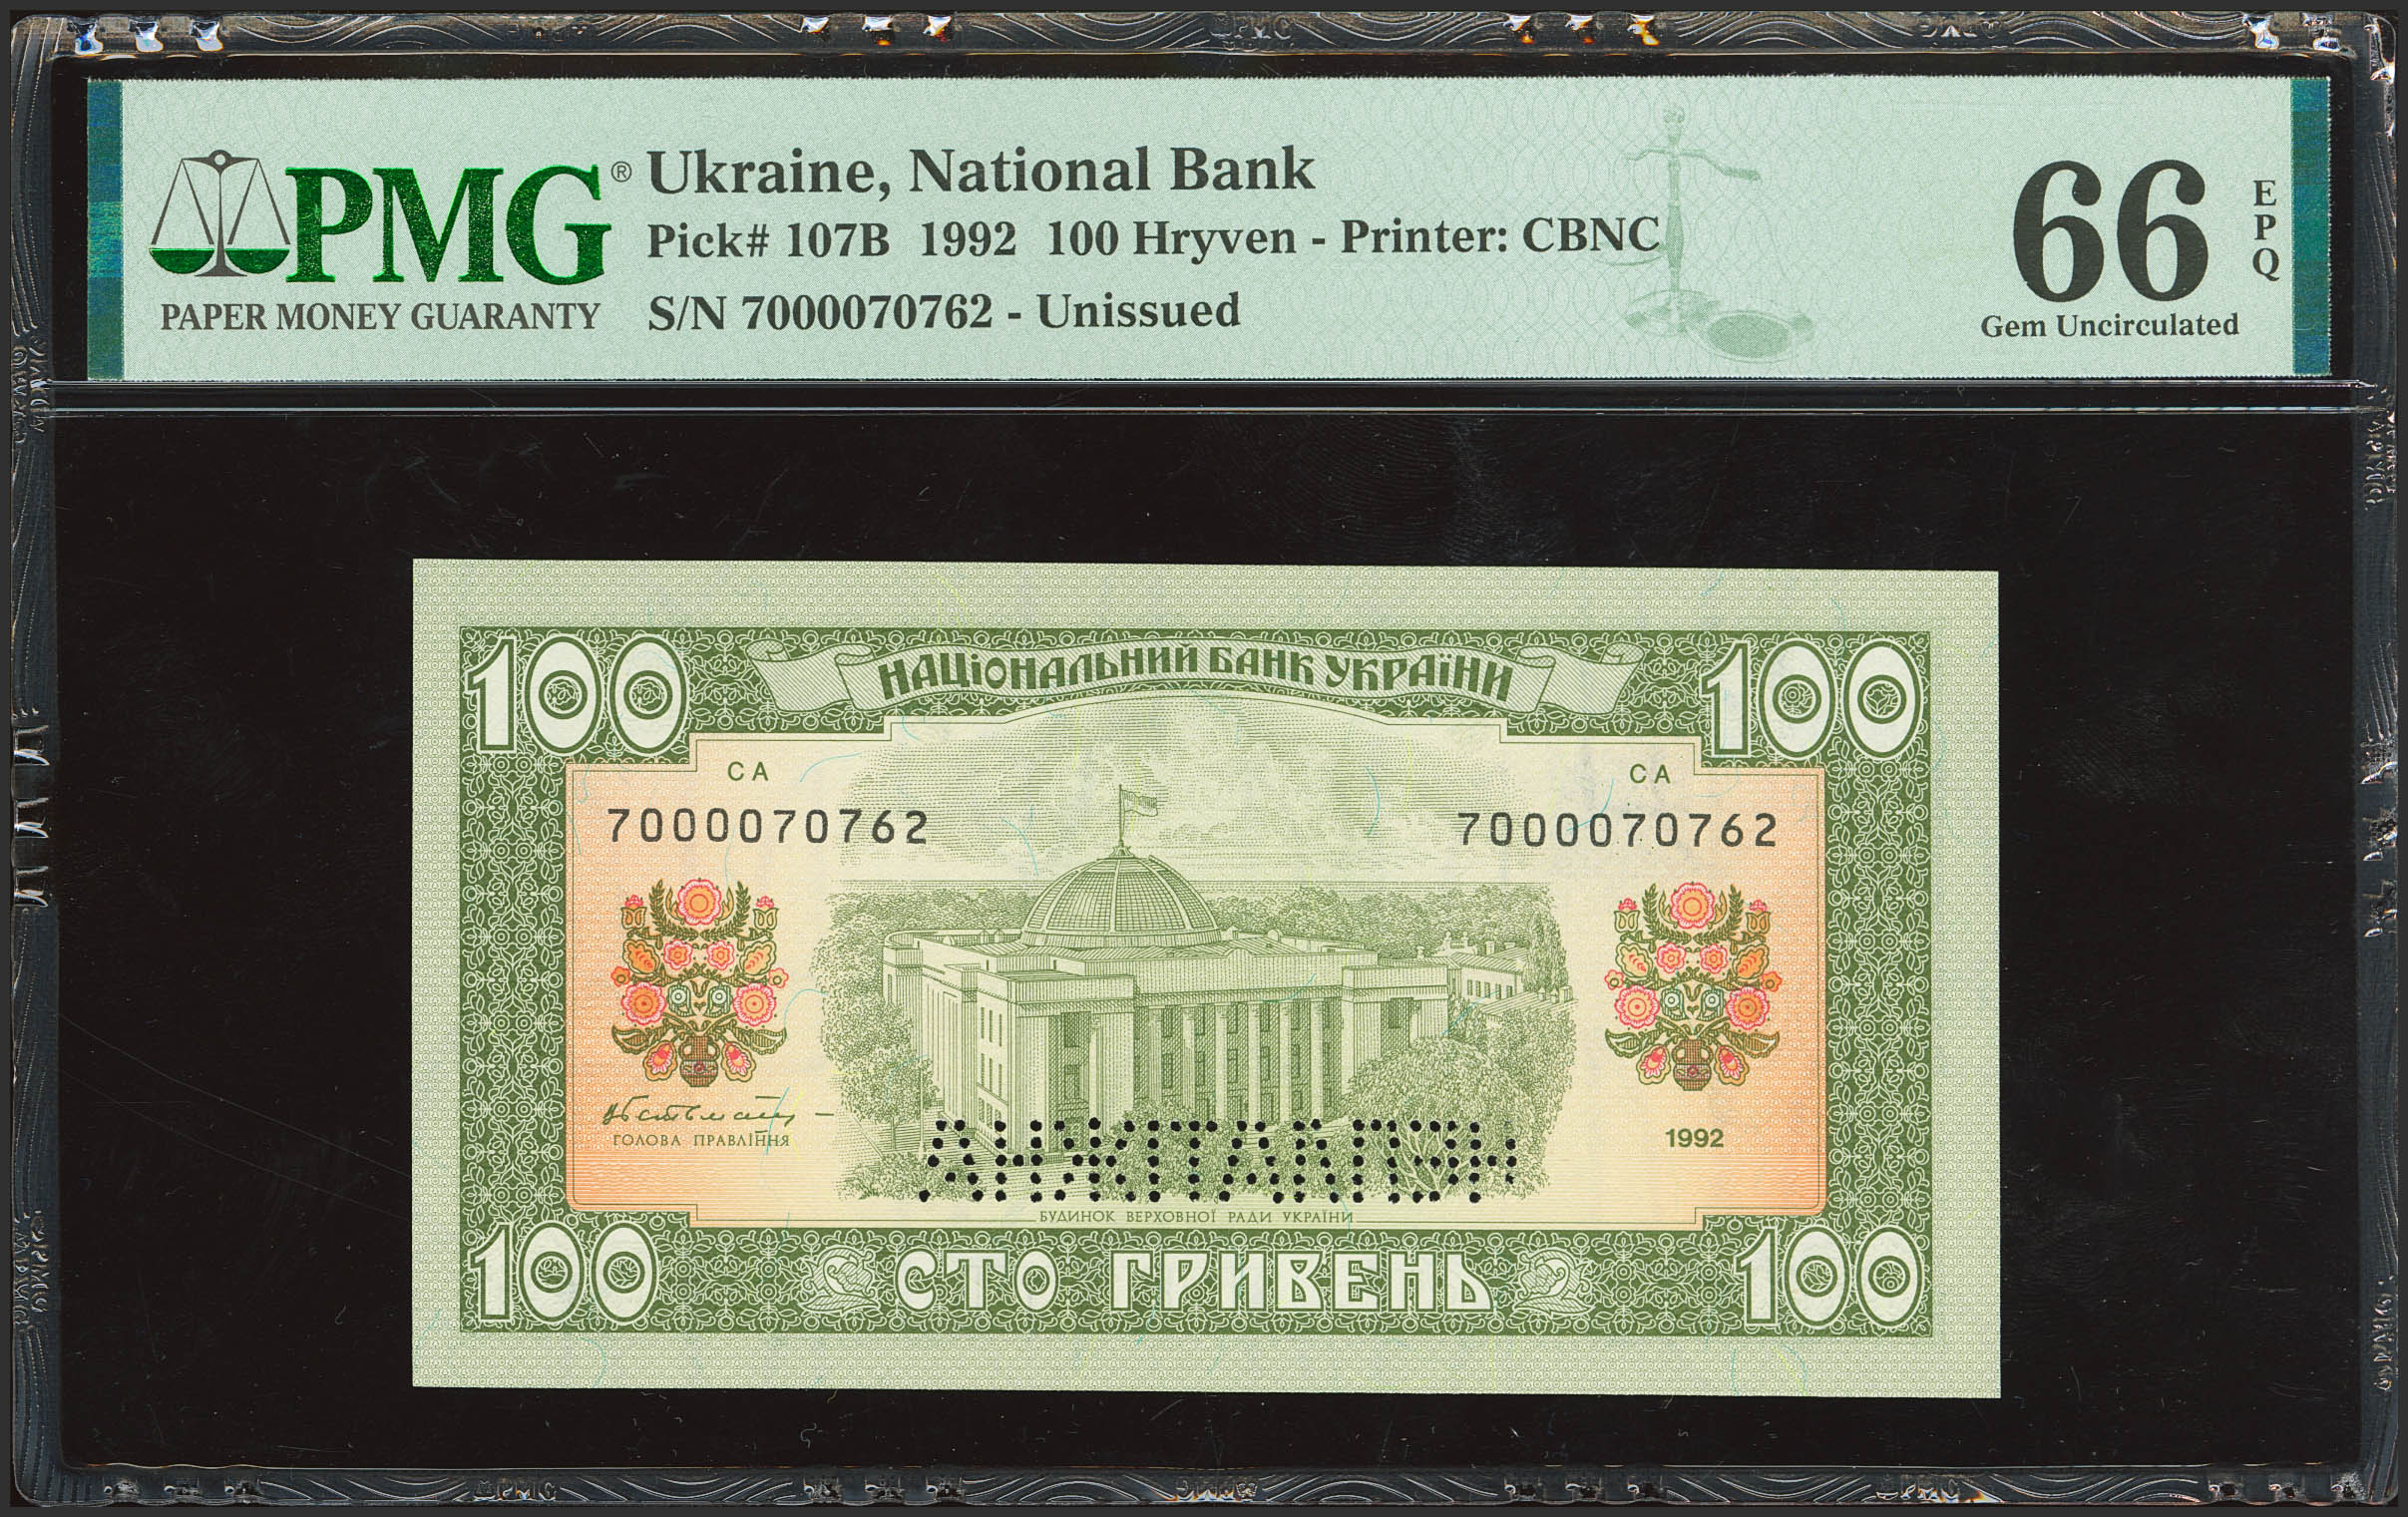 PMG®
PAPER MONEY GUARANTY
Ukraine, National Bank
Pick# 107B 1992 100 Hryven - Printer: CBNC
S/N 7000070762 - Unissued
66
EPQ
Gem Uncirculated
100
НАЦіОНАЛЬНИЙ БАНК УКРАЇНИ
100
СА
СА
7000070762
7000070762
ГОЛОВА ПРАВЛІННЯ
1992
БУДИНОК ВЕРХОВНОЇ РАДИ УКРАЇНИ
100
СТО ГРИВЕНЬ
100